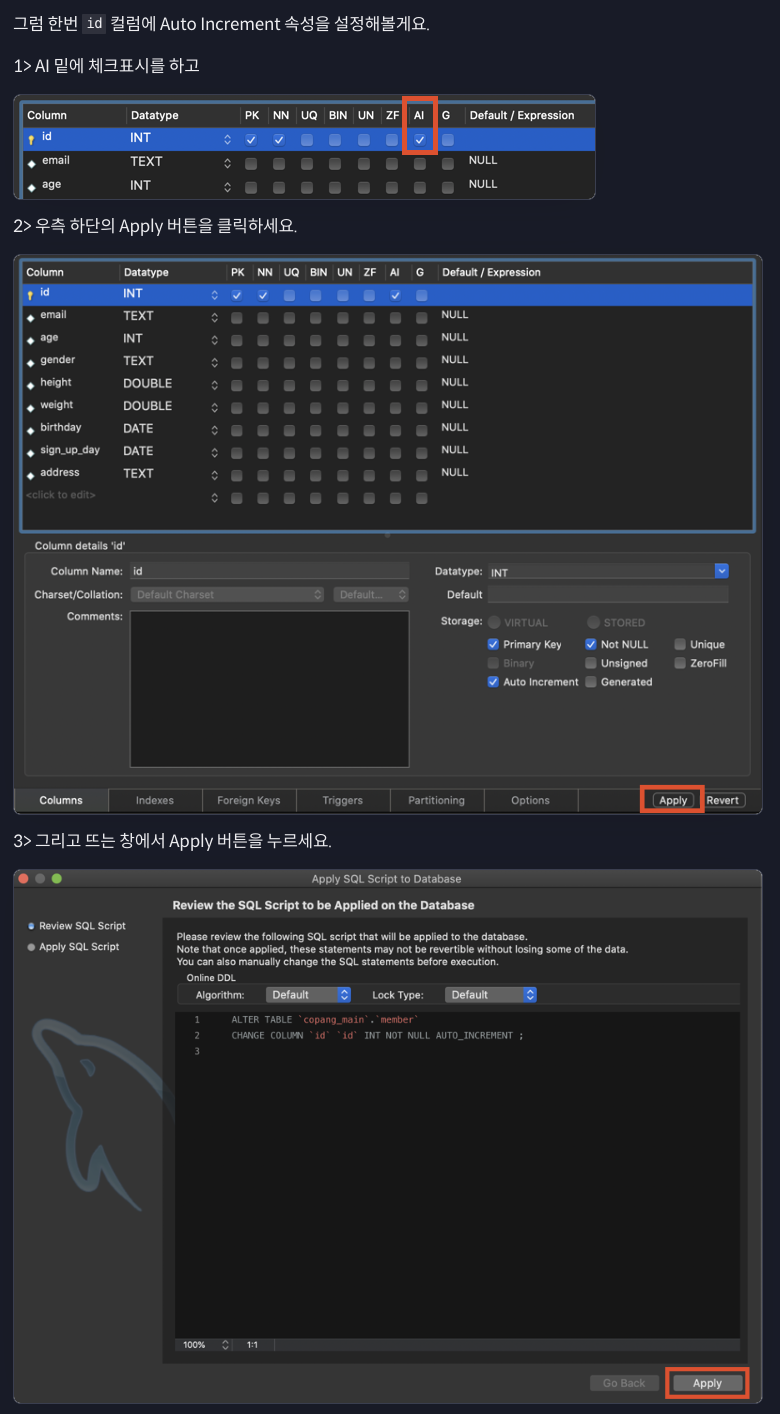 그럼 한번 id 컬럼에 Auto Increment 속성을 설정해볼게요.
1> AI 밑에 체크표시를 하고
Column Datatype PK NN UQ BIN UN ZF AI G Default / Expression
id INT
email TEXT NULL
age INT NULL
2> 우측 하단의 Apply 버튼을 클릭하세요.
Column Datatype PK NN UQ BIN UN ZF AI G Default / Expression
id INT
email TEXT NULL
age INT NULL
gender TEXT NULL
height DOUBLE NULL
weight DOUBLE NULL
birthday DATE NULL
sign_up_day DATE NULL
address TEXT NULL
<click to edit>
Column details 'id'
Column Name: id Datatype: INT
Charset/Collation: Default Charset Default... Default
Comments: Storage: VIRTUAL STORED
Primary Key Not NULL Unique
Binary Unsigned ZeroFill
Auto Increment Generated
Columns Indexes Foreign Keys Triggers Partitioning Options Apply Revert
3> 그리고 뜨는 창에서 Apply 버튼을 누르세요.
Apply SQL Script to Database
Review the SQL Script to be Applied on the Database
Review SQL Script
Apply SQL Script
Please review the following SQL script that will be applied to the database.
Note that once applied, these statements may not be revertible without losing some of the data.
You can also manually change the SQL statements before execution.
Online DDL
Algorithm: Default Lock Type: Default
1 ALTER TABLE `copang_main`.`member`
2 CHANGE COLUMN `id` `id` INT NOT NULL AUTO_INCREMENT ;
3
100% 1:1
Go Back Apply